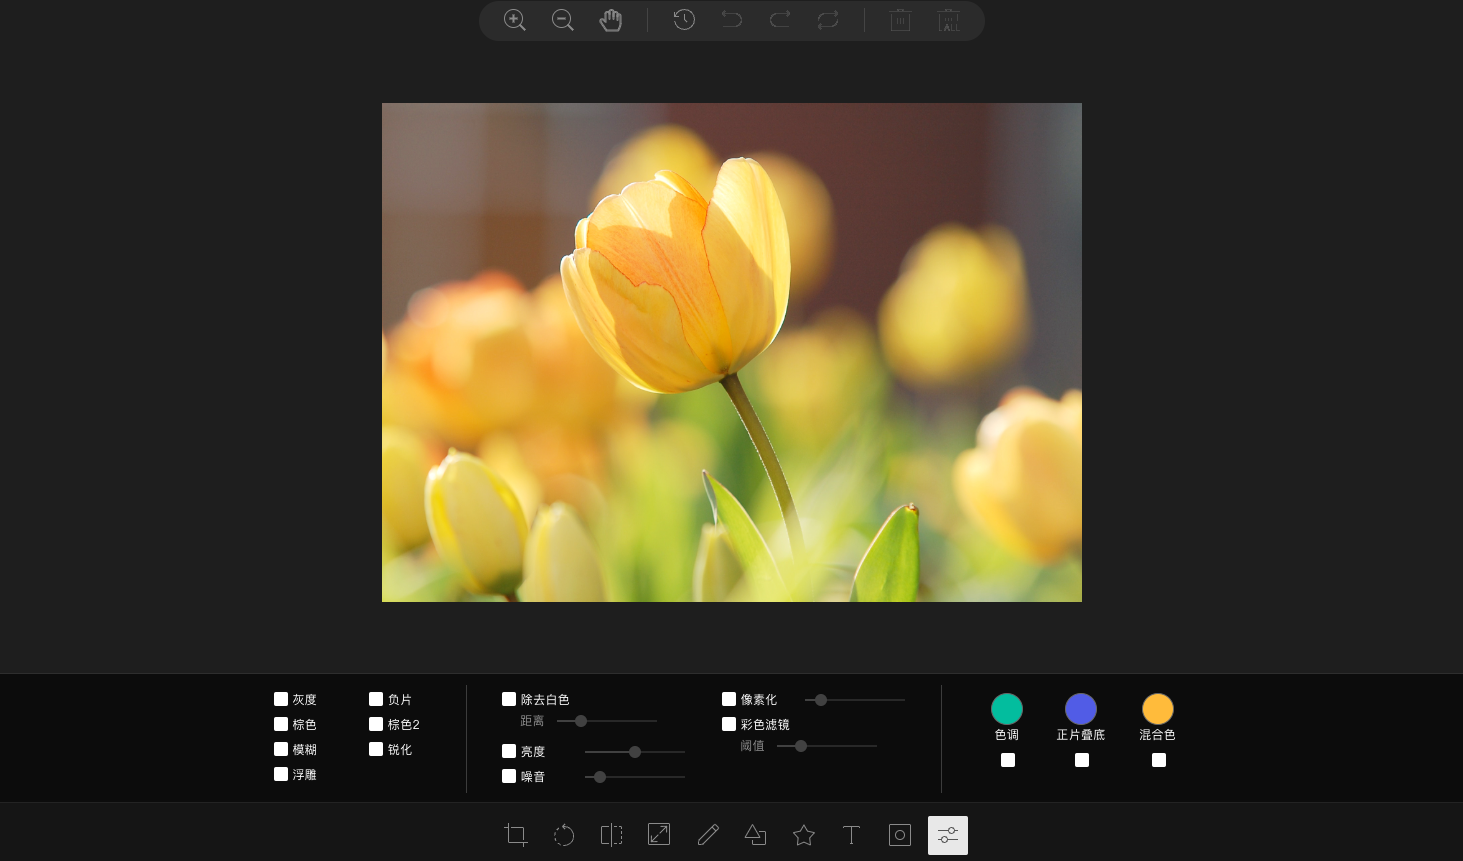 ALL
灰度
负片
棕色
棕色2
模糊
锐化
浮雕
除去白色
距离
亮度
噪音
像素化
彩色滤镜
阈值
色调
正片叠底
混合色